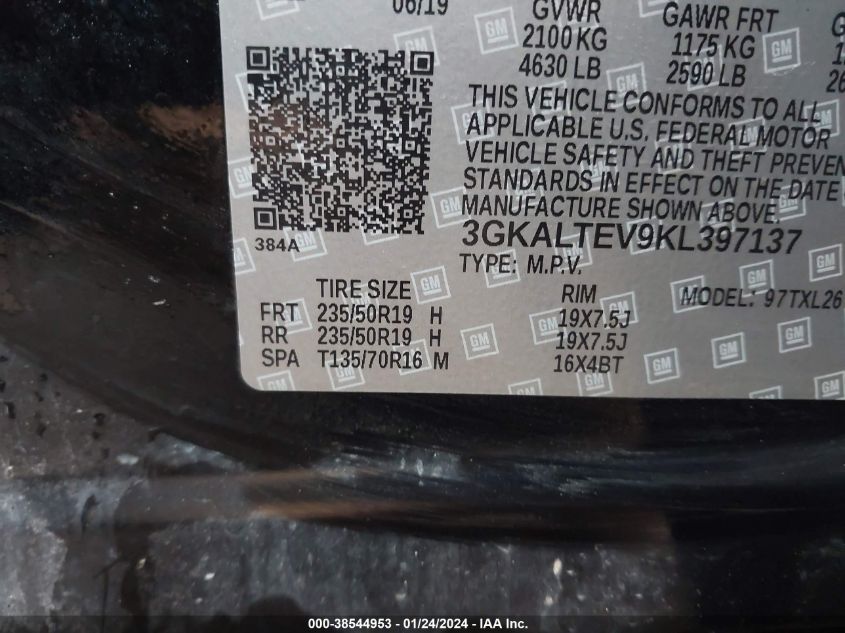 06/19 GVWR GAWR FRT
2100 KG 1175 KG
4630 LB 2590 LB
THIS VEHICLE CONFORMS TO ALL
APPLICABLE U.S. FEDERAL MOTOR
VEHICLE SAFETY AND THEFT PREVEN
STANDARDS IN EFFECT ON THE DATE
MANUFACTURE SHOWN ABOVE.
384A 3GKALTEV9KL397137
TYPE: M.P.V.
TIRE SIZE RIM MODEL: 97TXL26
FRT 235/50R19 H 19X7.5J
RR 235/50R19 H 19X7.5J
SPA T135/70R16 M 16X4BT
GM
000-38544953 - 01/24/2024 - IAA Inc.